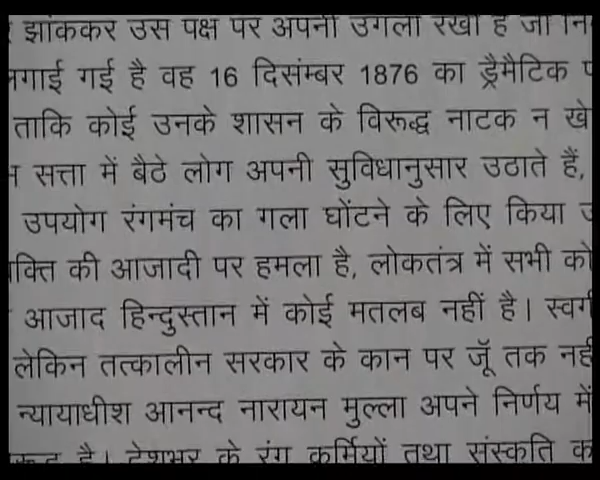 झांककर उस पक्ष पर अपनी उंगली रखी है जो
गाई गई है वह 16 दिसंम्बर 1876 का ड्रैमैटिक
ताकि कोई उनके शासन के विरूद्ध नाटक न खे
सत्ता में बैठे लोग अपनी सुविधानुसार उठाते हैं,
उपयोग रंगमंच का गला घोंटने के लिए किया
क्ति की आजादी पर हमला है, लोकतंत्र में सभी को
आजाद हिन्दुस्तान में कोई मतलब नहीं है। स्वर्ग
लेकिन तत्कालीन सरकार के कान पर जूँ तक नहीं
न्यायाधीश आनन्द नारायन मुल्ला अपने निर्णय में
है। देशभर के रंग कर्मियों तथा संस्कृति क